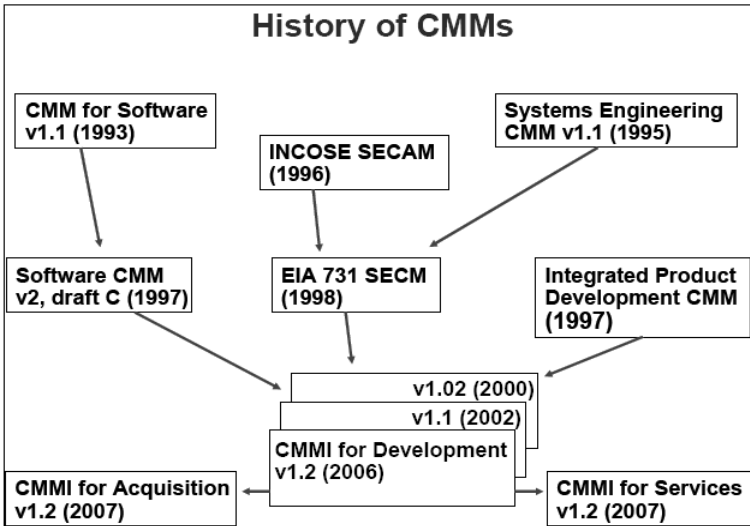 History of CMMs
CMM for Software
v1.1 (1993)
Systems Engineering
CMM v1.1 (1995)
INCOSE SECAM
(1996)
Software CMM
v2, draft C (1997)
EIA 731 SECM
(1998)
Integrated Product
Development CMM
(1997)
v1.02 (2000)
v1.1 (2002)
CMMI for Development
v1.2 (2006)
CMMI for Acquisition
v1.2 (2007)
CMMI for Services
v1.2 (2007)